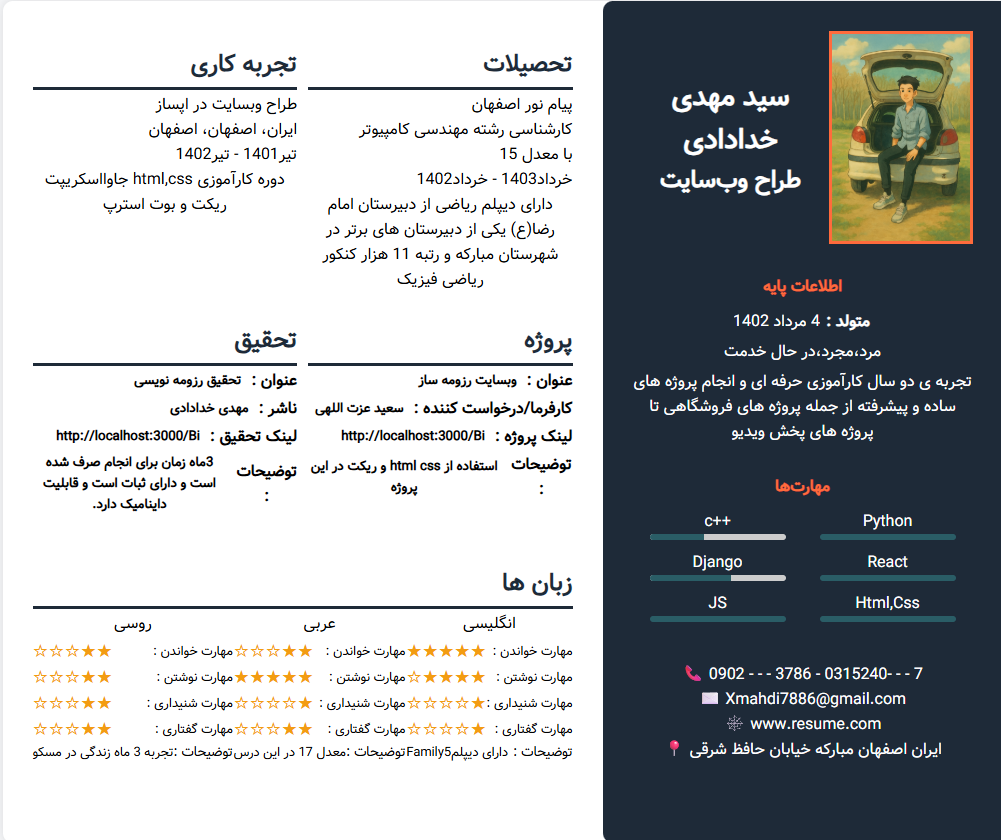 سید مهدی
خدادادی
طراح وب‌سایت
اطلاعات پایه
متولد : 4 مرداد 1402
مرد،مجرد،در حال خدمت
تجربه ی دو سال کارآموزی حرفه ای و انجام پروژه های
ساده و پیشرفته از جمله پروژه های فروشگاهی تا
پروژه های پخش ویدیو
مهارت‌ها
Python
c++
React
Django
Html,Css
JS
0902 - - - 3786 - 0315240- - - 7
Xmahdi7886@gmail.com
www.resume.com
ایران اصفهان مبارکه خیابان حافظ شرقی
تحصیلات
پیام نور اصفهان
کارشناسی رشته مهندسی کامپیوتر
با معدل 15
خرداد1403 - خرداد1402
دارای دیپلم ریاضی از دبیرستان امام
رضا(ع) یکی از دبیرستان های برتر در
شهرستان مبارکه و رتبه 11 هزار کنکور
ریاضی فیزیک
تجربه کاری
طراح وبسایت در اپساز
ایران، اصفهان، اصفهان
تیر1401 - تیر1402
دوره کارآموزی html,css جاوااسکریپت
ریکت و بوت استرپ
پروژه
عنوان : وبسایت رزومه ساز
کارفرما/درخواست کننده : سعید عزت اللهی
لینک پروژه : http://localhost:3000/Bi
توضیحات : استفاده از html css و ریکت در این
پروژه
تحقیق
عنوان : تحقیق رزومه نویسی
ناشر : مهدی خدادادی
لینک تحقیق : http://localhost:3000/Bi
توضیحات : 3ماه زمان برای انجام صرف شده
است و دارای ثبات است و قابلیت
داینامیک دارد.
زبان ها
انگلیسی
مهارت خواندن : ★★★★★
مهارت نوشتن : ★★★★☆
مهارت شنیداری : ★☆☆☆☆
مهارت گفتاری : ★☆☆☆☆
توضیحات : دارای دیپلمFamily5
عربی
مهارت خواندن : ★★☆☆☆
مهارت نوشتن : ★★★★★
مهارت شنیداری : ★★☆☆☆
مهارت گفتاری : ★★☆☆☆
توضیحات :معدل 17 در این درس
روسی
مهارت خواندن : ★★☆☆☆
مهارت نوشتن : ★★☆☆☆
مهارت شنیداری : ★★☆☆☆
مهارت گفتاری : ★★☆☆☆
توضیحات :تجربه 3 ماه زندگی در مسکو